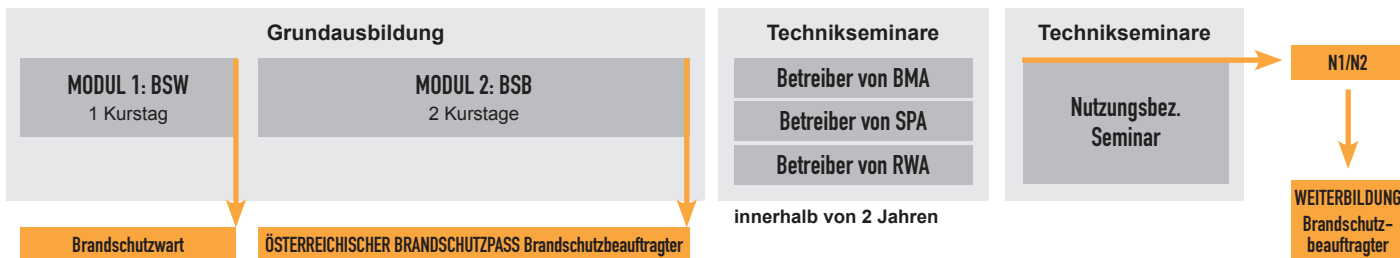 Grundausbildung
MODUL 1: BSW
1 Kurstag
MODUL 2: BSB
2 Kurstage
Brandschutzwart
ÖSTERREICHISCHER BRANDSCHUTZPASS Brandschutzbeauftragter
Technikseminare
Betreiber von BMA
Betreiber von SPA
Betreiber von RWA
innerhalb von 2 Jahren
Technikseminare
Nutzungsbez.
Seminar
N1/N2
WEITERBILDUNG
Brandschutz-
beauftragter